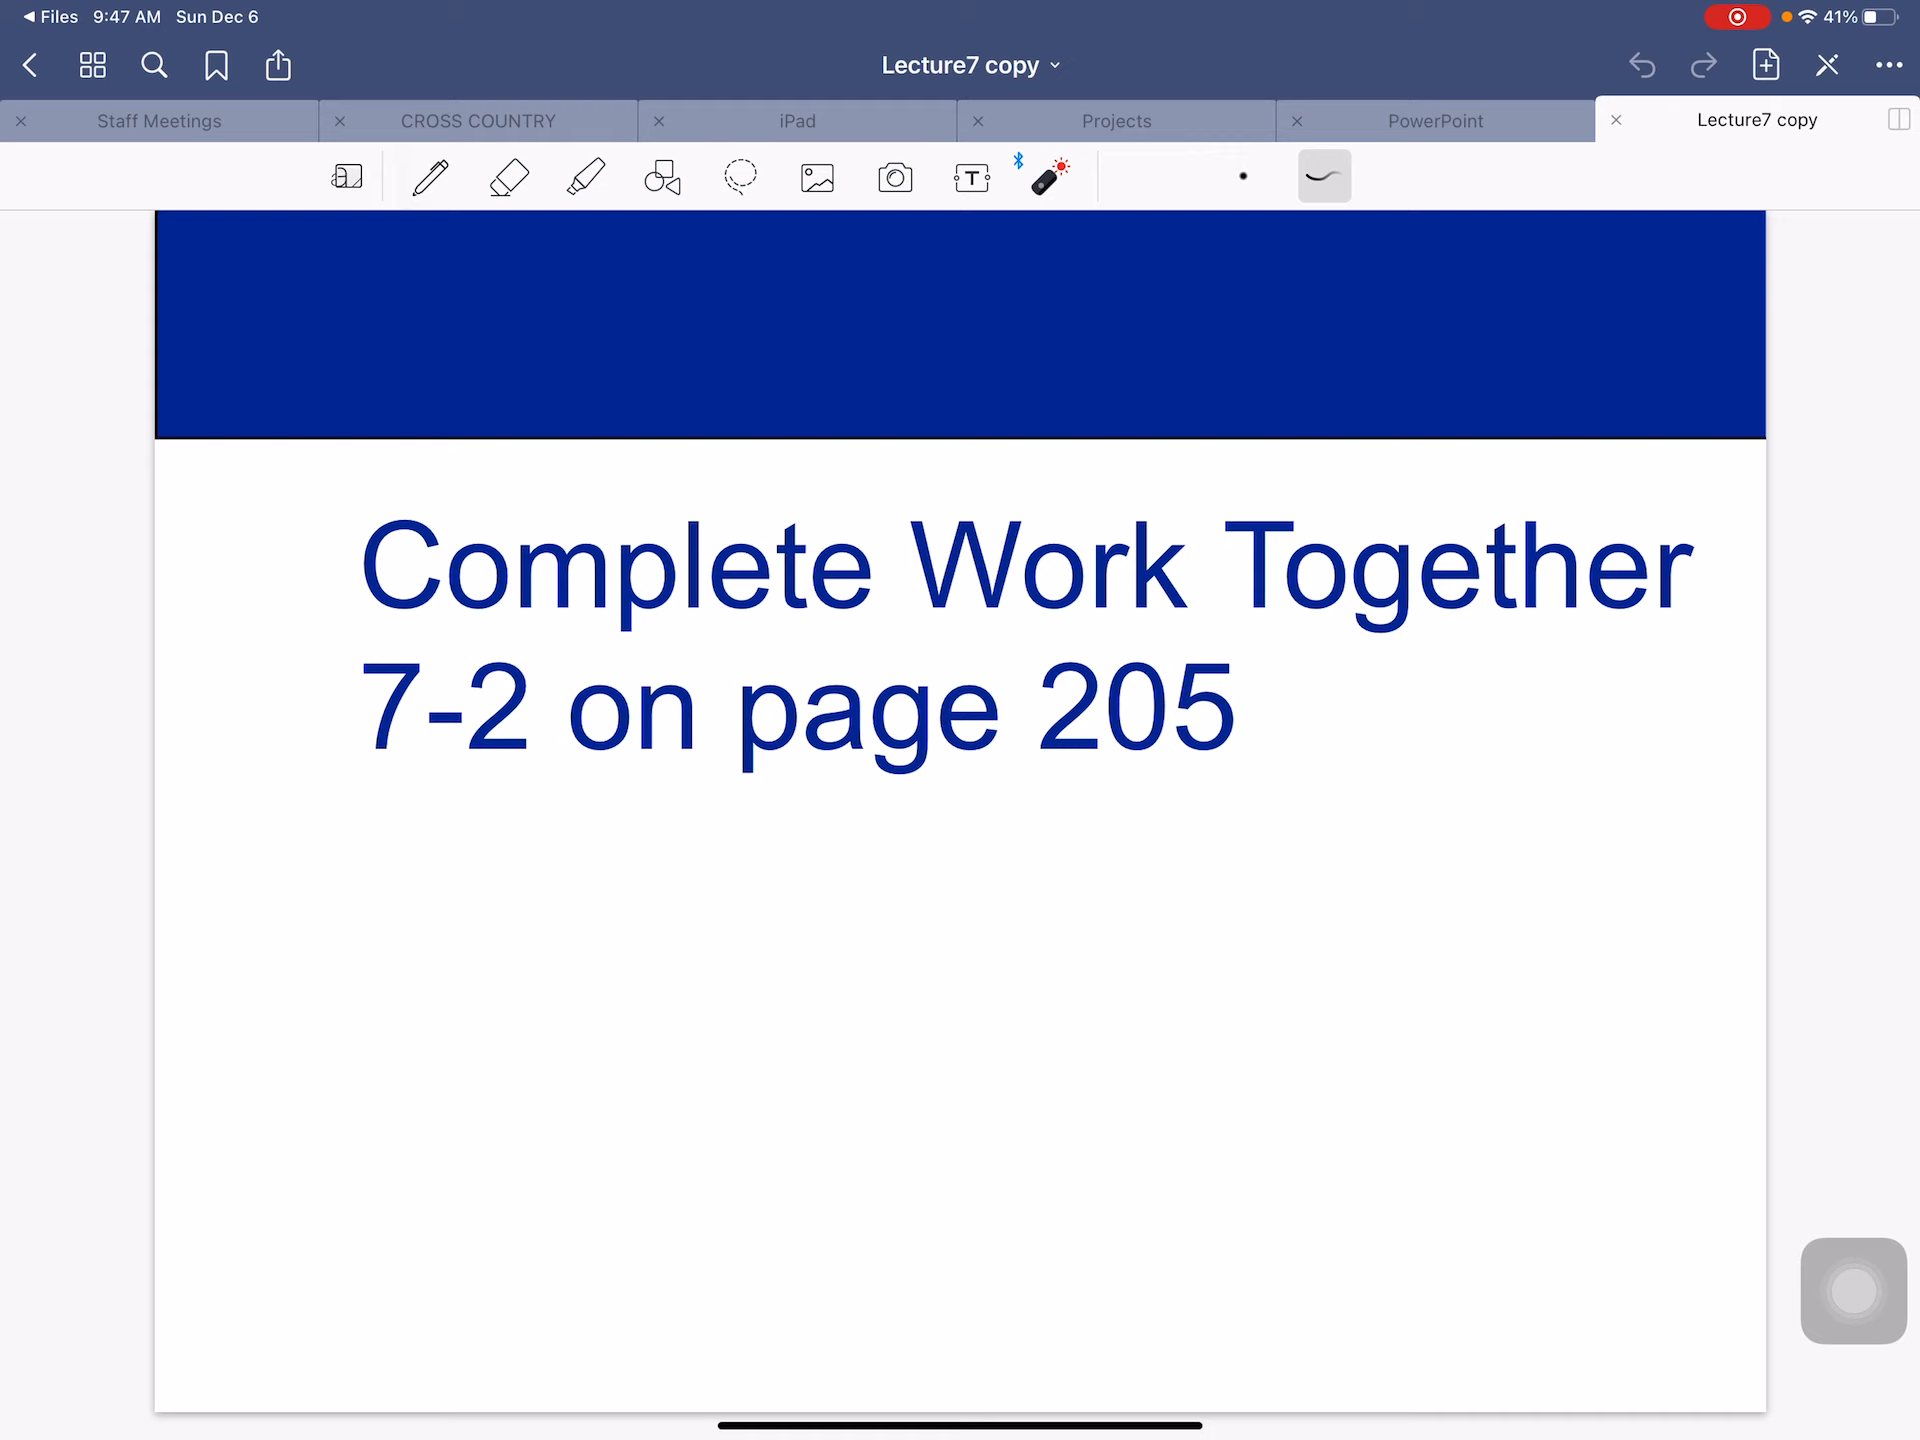 Files 9:47 AM Sun Dec 6 41%
Lecture7 copy
Staff Meetings CROSS COUNTRY iPad Projects PowerPoint Lecture7 copy
Complete Work Together
7-2 on page 205